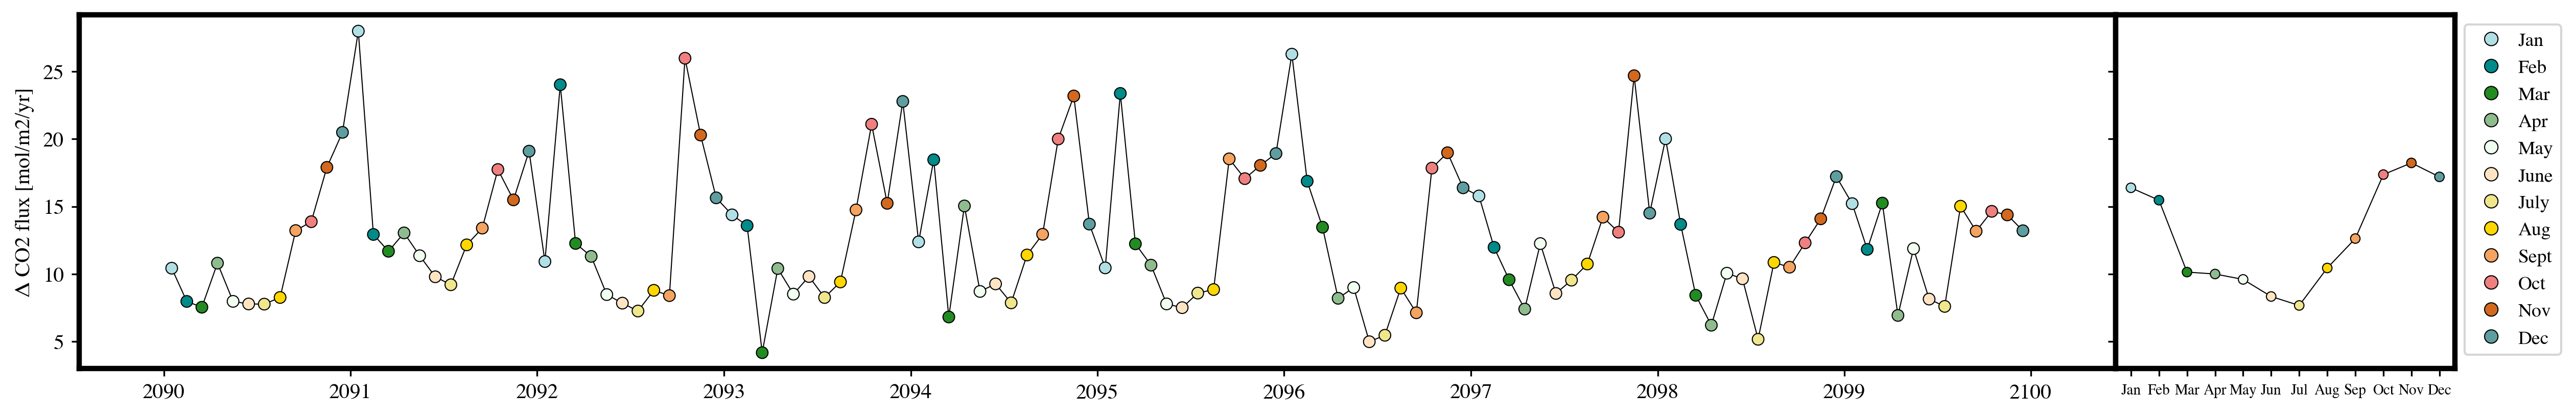 Δ CO2 flux [mol/m2/yr]
25
20
15
10
5
2090 2091 2092 2093 2094 2095 2096 2097 2098 2099 2100
Jan Feb Mar Apr May Jun Jul Aug Sep Oct Nov Dec
Jan
Feb
Mar
Apr
May
June
July
Aug
Sept
Oct
Nov
Dec